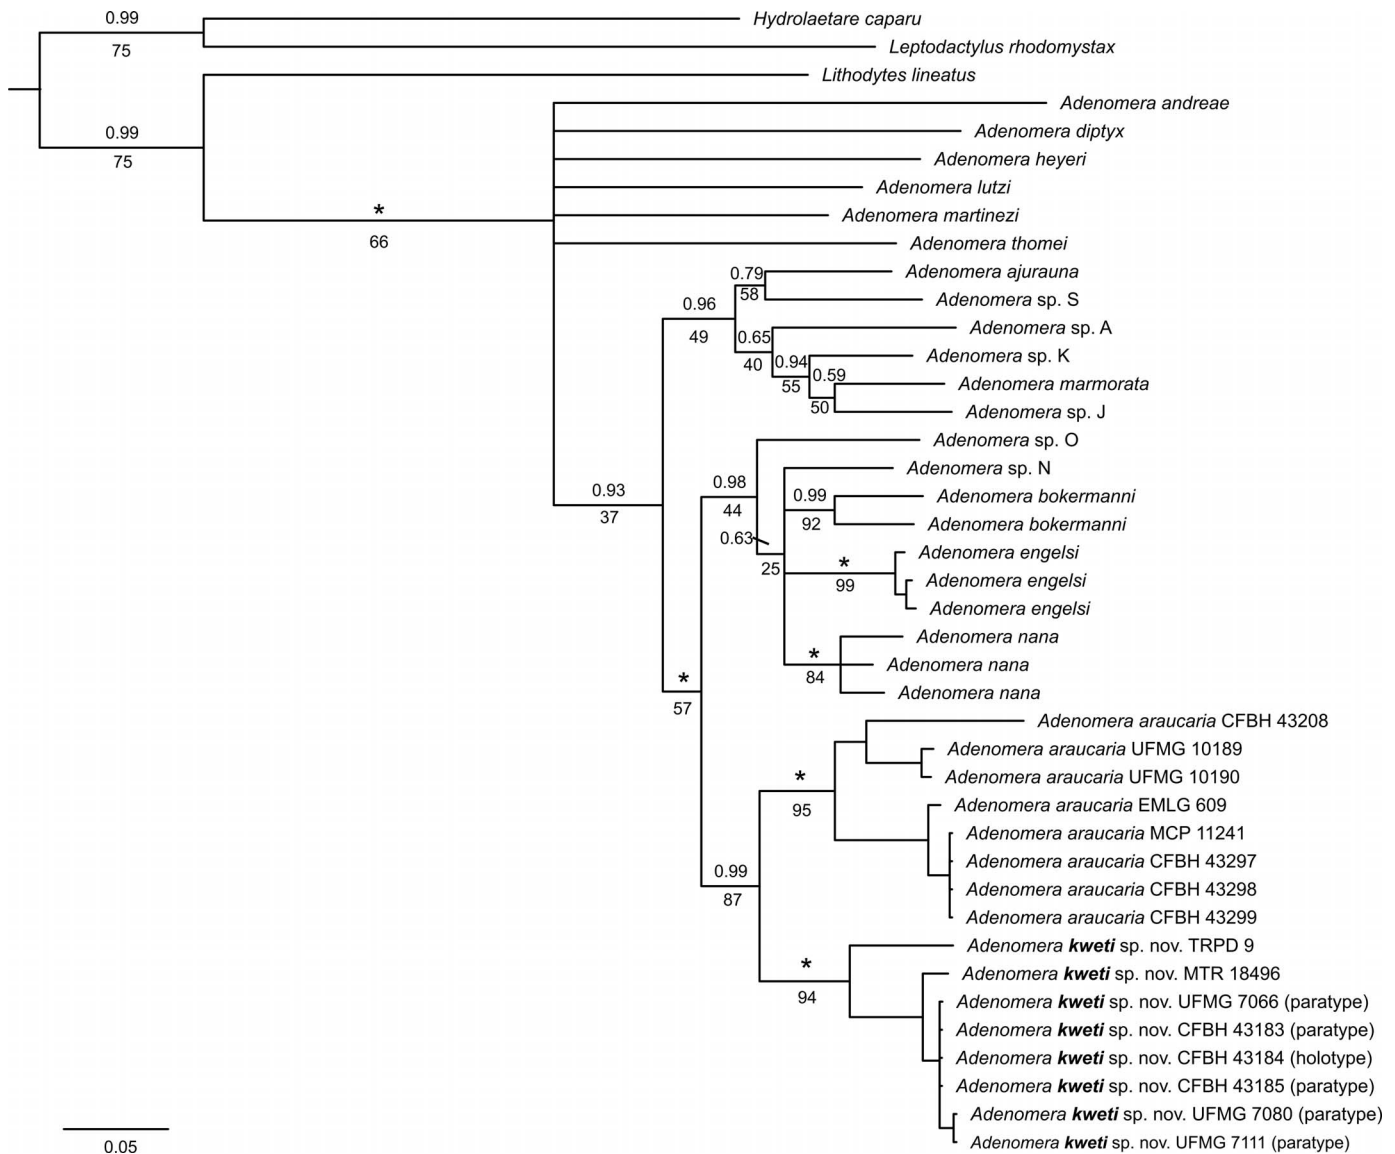 0.99
Hydrolaetare caparu
75
Leptodactylus rhodomystax
Lithodytes lineatus
Adenomera andreae
0.99
Adenomera diptyx
75
Adenomera heyeri
Adenomera lutzi
*
Adenomera martinezi
66
Adenomera thomei
0.79
Adenomera ajurauna
58
Adenomera sp. S
0.96
49
Adenomera sp. A
0.65
40
0.94
Adenomera sp. K
55
0.59
Adenomera marmorata
50
Adenomera sp. J
Adenomera sp. O
Adenomera sp. N
0.98
44
0.93
37
0.99
Adenomera bokermanni
92
Adenomera bokermanni
0.63
25
Adenomera engelsi
*
99
Adenomera engelsi
Adenomera engelsi
Adenomera nana
*
84
Adenomera nana
Adenomera nana
*
57
Adenomera araucaria CFBH 43208
Adenomera araucaria UFMG 10189
Adenomera araucaria UFMG 10190
*
95
Adenomera araucaria EMLG 609
Adenomera araucaria MCP 11241
Adenomera araucaria CFBH 43297
0.99
87
Adenomera araucaria CFBH 43298
Adenomera araucaria CFBH 43299
Adenomera kweti sp. nov. TRPD 9
*
94
Adenomera kweti sp. nov. MTR 18496
Adenomera kweti sp. nov. UFMG 7066 (paratype)
Adenomera kweti sp. nov. CFBH 43183 (paratype)
Adenomera kweti sp. nov. CFBH 43184 (holotype)
Adenomera kweti sp. nov. CFBH 43185 (paratype)
Adenomera kweti sp. nov. UFMG 7080 (paratype)
Adenomera kweti sp. nov. UFMG 7111 (paratype)
0.05